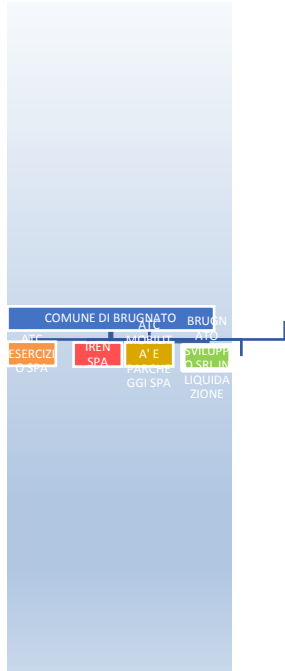 COMUNE DI BRUGNATO
ATC
ESERCIZI
O SPA
IREN
SPA
ATC
MOBILIT
A' E
PARCHE
GGI SPA
BRUGN
ATO
SVILUPP
O SRL IN
LIQUIDA
ZIONE